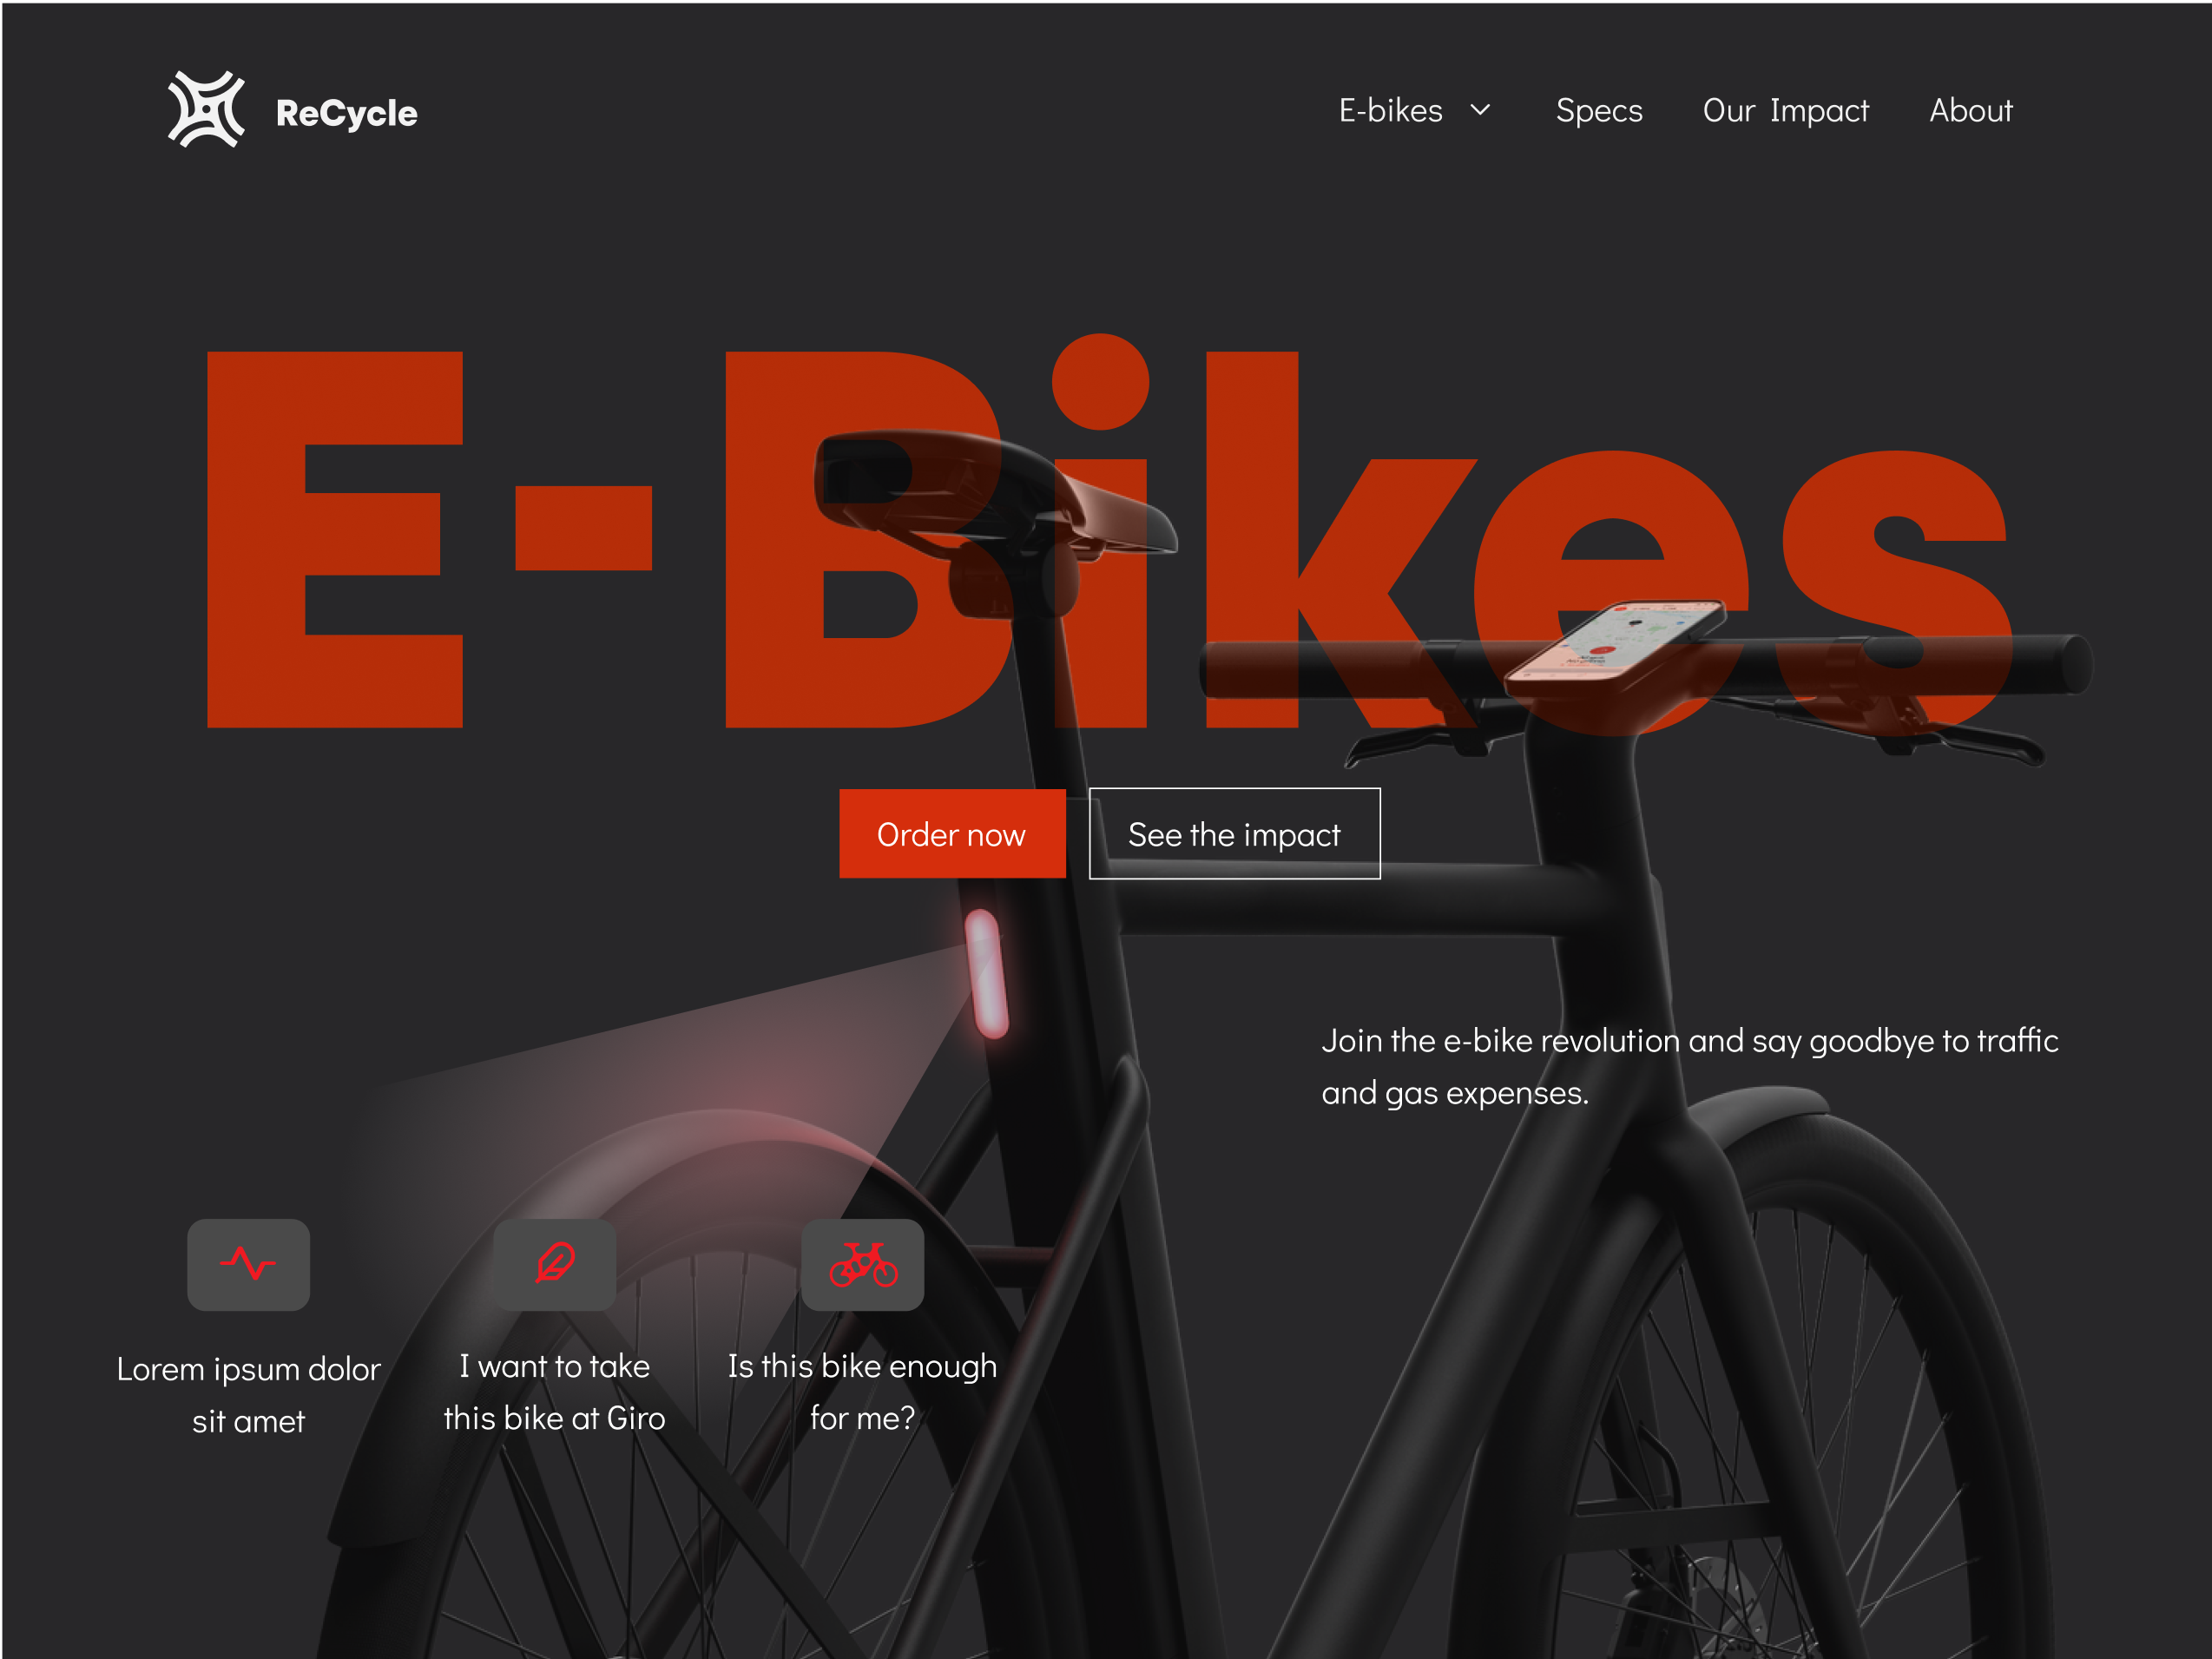 ReCycle
E-bikes Specs Our Impact About
E-Bikes
Order now
See the impact
Join the e-bike revolution and say goodbye to traffic
and gas expenses.
Lorem ipsum dolor
sit amet
I want to take
this bike at Giro
Is this bike enough
for me?